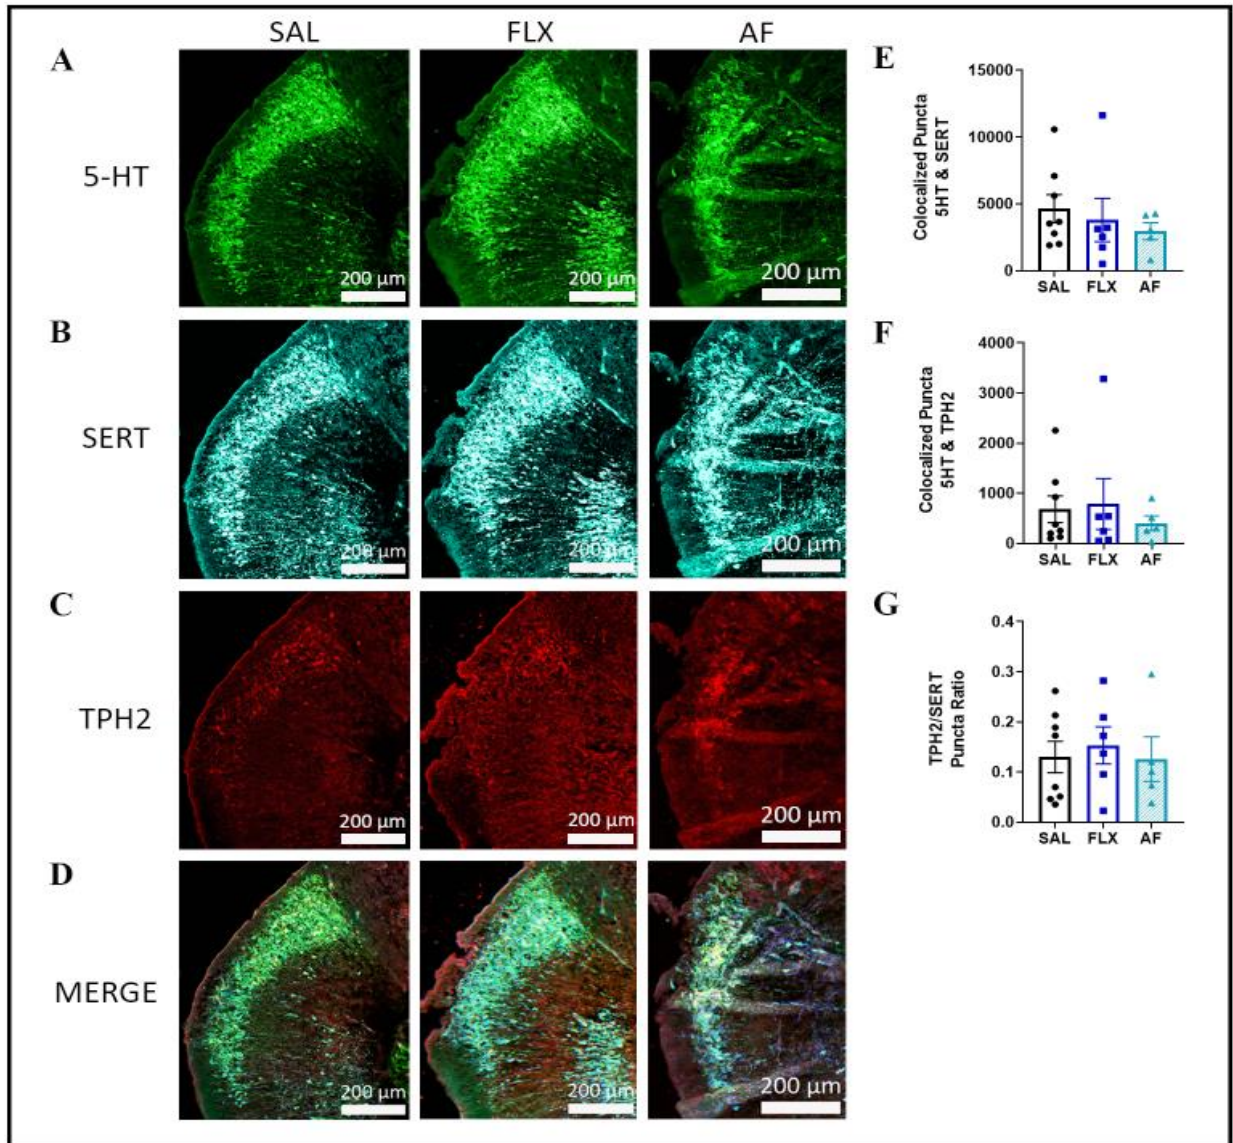 SAL FLX AF
A
5-HT
200 µm 200 µm 200 µm
B
SERT
200 µm 200 µm 200 µm
C
TPH2
200 µm 200 µm 200 µm
D
MERGE
200 µm 200 µm 200 µm
E
Colocalized Puncta
5HT & SERT
15000
10000
5000
0
SAL FLX AF
F
Colocalized Puncta
5HT & TPH2
4000
3000
2000
1000
0
SAL FLX AF
G
TPH2/SERT
Puncta Ratio
0.4
0.3
0.2
0.1
0.0
SAL FLX AF